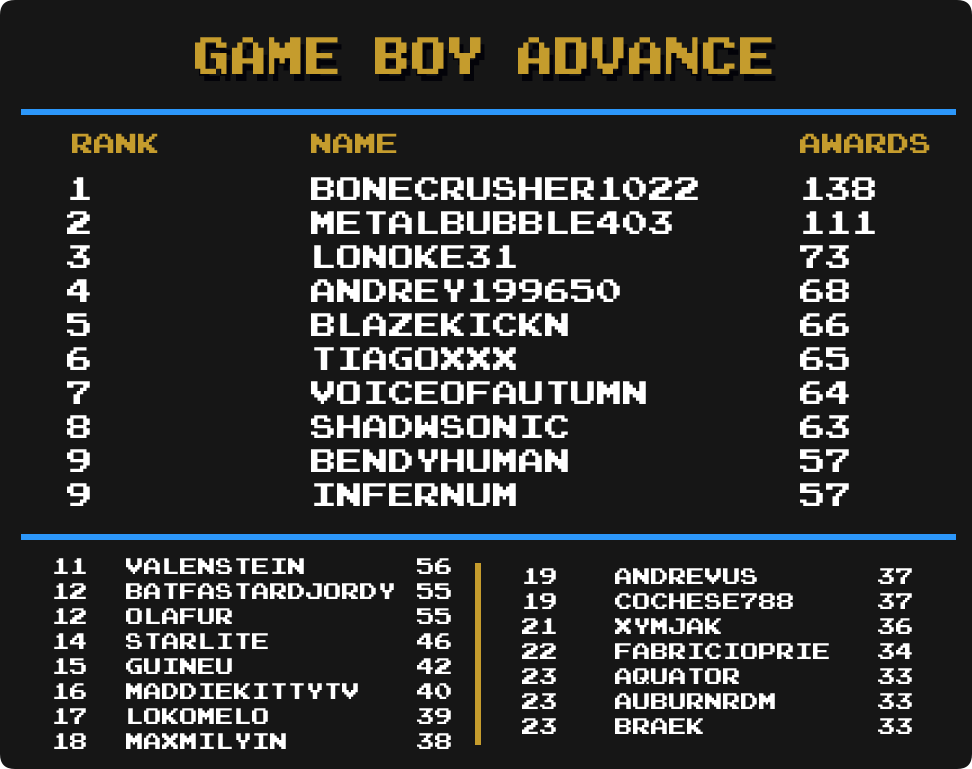 GAME BOY ADVANCE
RANK NAME AWARDS
1 BONECRUSHER1022 138
2 METALBUBBLE403 111
3 LONOKE31 73
4 ANDREY199650 68
5 BLAZEKICKN 66
6 TIAGOXXX 65
7 VOICEOFAUTUMN 64
8 SHADWSONIC 63
9 BENDYHUMAN 57
9 INFERNUM 57
11 VALENSTEIN 56
12 BATFASTARDJORDY 55
12 OLAFUR 55
14 STARLITE 46
15 GUINEU 42
16 MADDIEKITTYTV 40
17 LOKOMELO 39
18 MAXMILYIN 38
19 ANDREVUS 37
19 COCHESE788 37
21 XYMJAK 36
22 FABRICIOPRIE 34
23 AQUATOR 33
23 AUBURNRDM 33
23 BRAEK 33